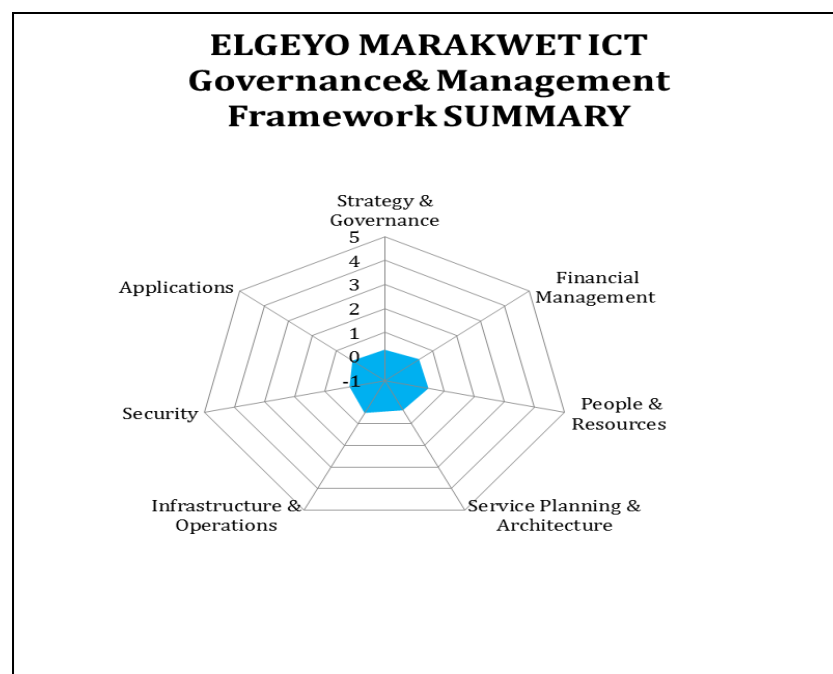 ELGEYO MARAKWET ICT
Governance& Management
Framework SUMMARY
Strategy &
Governance
5
4
3
2
1
0
-1
Financial
Management
People &
Resources
Service Planning &
Architecture
Infrastructure &
Operations
Security
Applications